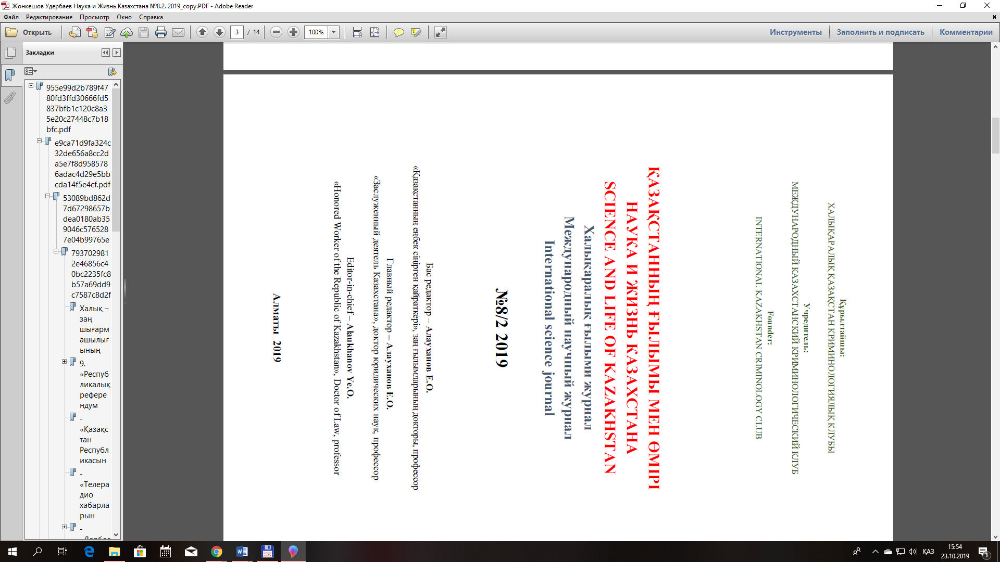 Жонкешов Удербаев Наука и Жизнь Казахстана №8.2. 2019_copy.PDF - Adobe Reader
Файл Редактирование Просмотр Окно Справка
Открыть 3 / 14 100% Инструменты Заполнить и подписать Комментарии
Закладки
955e99d2b789f47
80fd3ffd30666fd5
837bfb1c120c8a3
5e20c27448c7b18
bfc.pdf
e9ca71d9fa324c
32de656a8cc2d
a5e7f8d958578
6adac4d29e5bb
cda14f5e4cf.pdf
53089bd862d
7d67298657b
dea0180ab35
9046c576528
7e04b99765e
793702981
2e46856c4
0bc2235fc8
b57a69dd9
c7587c8d2f
Халық –
заң
шығарм
ашылығ
ының
9.
«Респуб
ликалық
рефере
ндум
-
«Қазақс
тан
Республ
икасын
-
«Телера
дио
хабарла
рын
-
Құрылтайшы:
ХАЛЫҚАРАЛЫҚ ҚАЗАҚСТАН КРИМИНОЛОГИЯЛЫҚ КЛУБЫ
Учредитель:
МЕЖДУНАРОДНЫЙ КАЗАХСТАНСКИЙ КРИМИНОЛОГИЧЕСКИЙ КЛУБ
Founder:
INTERNATIONAL KAZAKHSTAN CRIMINOLOGY CLUB
ҚАЗАҚСТАННЫҢ ҒЫЛЫМЫ МЕН ӨМІРІ
НАУКА И ЖИЗНЬ КАЗАХСТАНА
SCIENCE AND LIFE OF KAZAKHSTAN
Халықаралық ғылыми журнал
Международный научный журнал
International science journal
№8/2 2019
Бас редактор – Алауханов Е.О.
«Қазақстанның еңбек сіңірген қайраткері», заң ғылымдарының докторы, профессор
Главный редактор – Алауханов Е.О.
«Заслуженный деятель Казахстана», доктор юридических наук, профессор
Editor-in-chief – Alaukhanov Ye.O.
«Honored Worker of the Republic of Kazakhstan», Doctor of Law, professor
Алматы 2019
ҚАЗ 15:54
23.10.2019
1